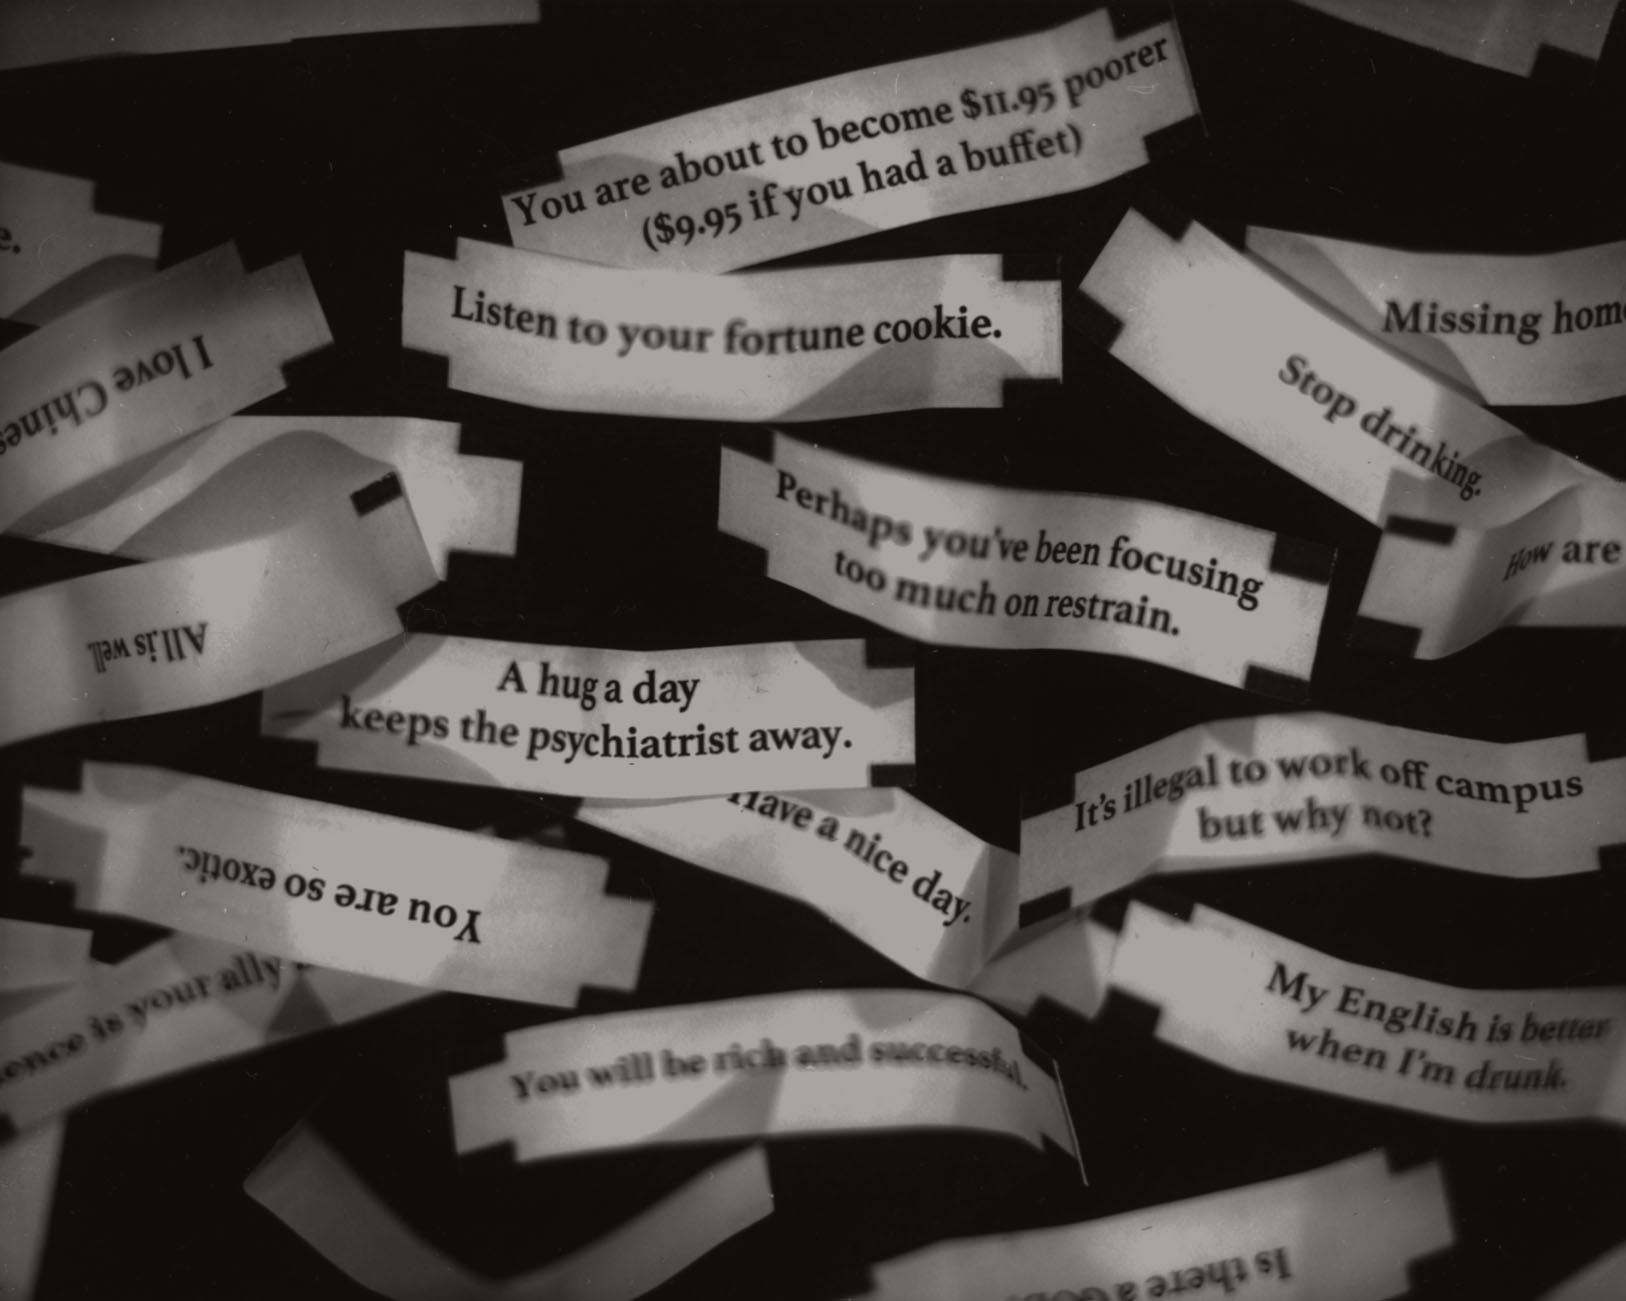 You are about to become $11.95 poorer
($9.95 if you had a buffet)
e.
Listen to your fortune cookie.
Missing hom
I love Chines
Stop drinking.
Perhaps you've been focusing
too much on restrain.
How are
All is well.
A hug a day
keeps the psychiatrist away.
It's illegal to work off campus
but why not?
Have a nice day.
You are so exotic.
ence is your ally
My English is better
when I'm drunk.
You will be rich and successful.
Is there a